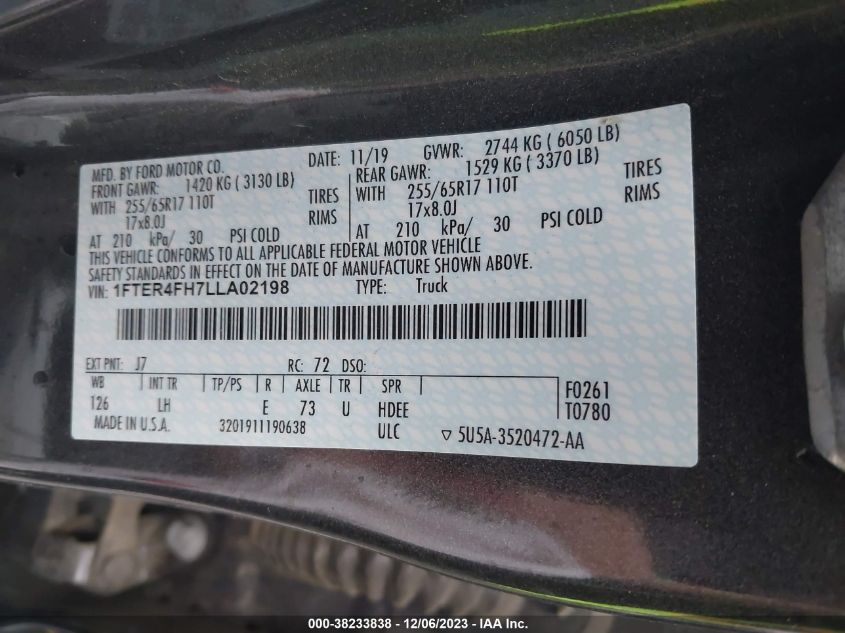 MFD. BY FORD MOTOR CO. DATE: 11/19 GVWR: 2744 KG ( 6050 LB)
FRONT GAWR: 1420 KG ( 3130 LB) REAR GAWR: 1529 KG ( 3370 LB)
WITH 255/65R17 110T TIRES WITH 255/65R17 110T TIRES
17x8.0J RIMS 17x8.0J RIMS
AT 210 kPa/ 30 PSI COLD AT 210 kPa/ 30 PSI COLD
THIS VEHICLE CONFORMS TO ALL APPLICABLE FEDERAL MOTOR VEHICLE
SAFETY STANDARDS IN EFFECT ON THE DATE OF MANUFACTURE SHOWN ABOVE.
VIN: 1FTER4FH7LLA02198 TYPE: Truck
EXT PNT: J7 RC: 72 DSO:
WB INT TR TP/PS R AXLE TR SPR F0261
126 LH E 73 U HDEE T0780
MADE IN U.S.A. 3201911190638 ULC ▽ 5U5A-3520472-AA
000-38233838 - 12/06/2023 - IAA Inc.